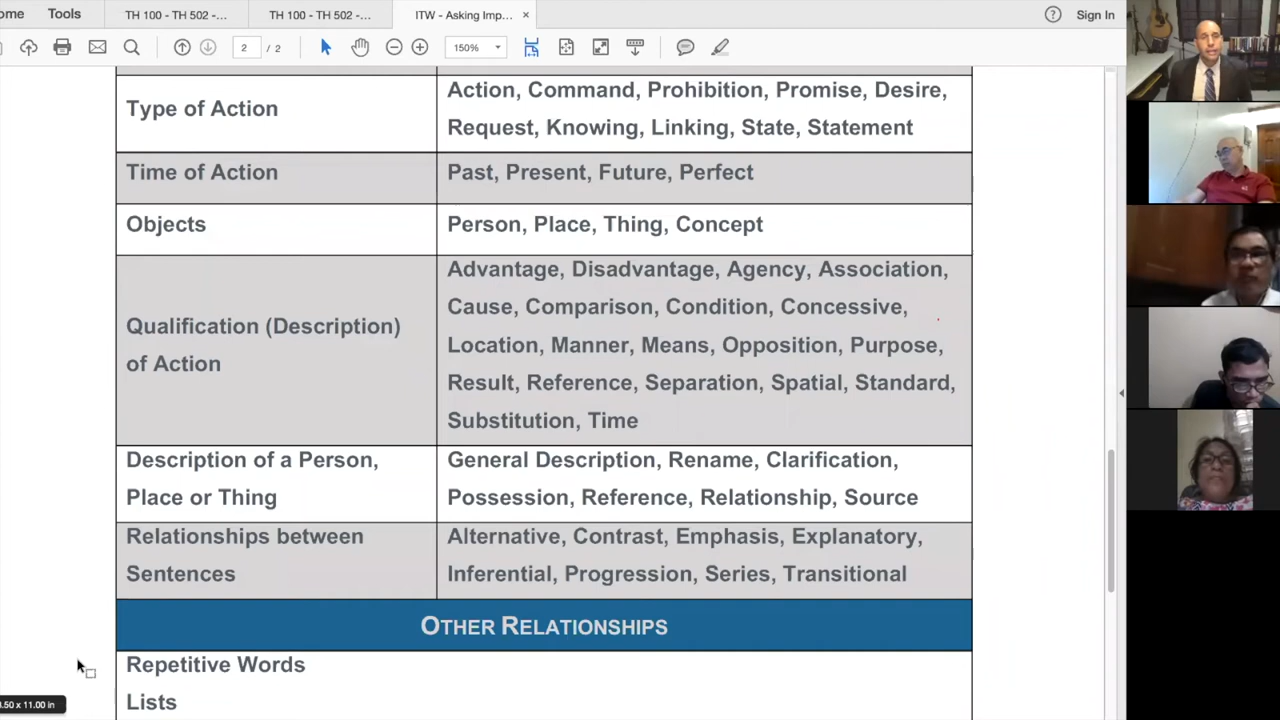 ome
Tools
TH 100 - TH 502 -...
TH 100 - TH 502 -...
ITW - Asking Imp...
×
?
Sign In
2
/ 2
150%
Type of Action
Action, Command, Prohibition, Promise, Desire,
Request, Knowing, Linking, State, Statement
Time of Action
Past, Present, Future, Perfect
Objects
Person, Place, Thing, Concept
Qualification (Description)
of Action
Advantage, Disadvantage, Agency, Association,
Cause, Comparison, Condition, Concessive,
Location, Manner, Means, Opposition, Purpose,
Result, Reference, Separation, Spatial, Standard,
Substitution, Time
Description of a Person,
Place or Thing
General Description, Rename, Clarification,
Possession, Reference, Relationship, Source
Relationships between
Sentences
Alternative, Contrast, Emphasis, Explanatory,
Inferential, Progression, Series, Transitional
OTHER RELATIONSHIPS
Repetitive Words
Lists
.50 x 11.00 in